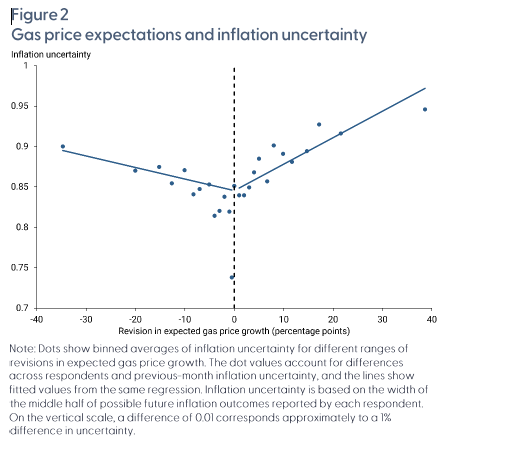 Figure 2
Gas price expectations and inflation uncertainty
Inflation uncertainty
1
0.95
0.9
0.85
0.8
0.75
0.7
-40 -30 -20 -10 0 10 20 30 40
Revision in expected gas price growth (percentage points)
Note: Dots show binned averages of inflation uncertainty for different ranges of
revisions in expected gas price growth. The dot values account for differences
across respondents and previous-month inflation uncertainty, and the lines show
fitted values from the same regression. Inflation uncertainty is based on the width of
the middle half of possible future inflation outcomes reported by each respondent.
On the vertical scale, a difference of 0.01 corresponds approximately to a 1%
difference in uncertainty.